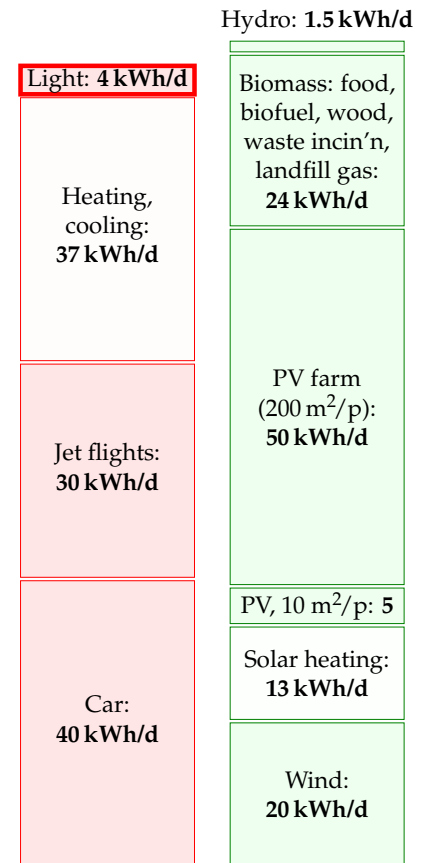 Light: 4 kWh/d
Heating,
cooling:
37 kWh/d
Jet flights:
30 kWh/d
Car:
40 kWh/d
Hydro: 1.5 kWh/d
Biomass: food,
biofuel, wood,
waste incin'n,
landfill gas:
24 kWh/d
PV farm
(200 m²/p):
50 kWh/d
PV, 10 m²/p: 5
Solar heating:
13 kWh/d
Wind:
20 kWh/d